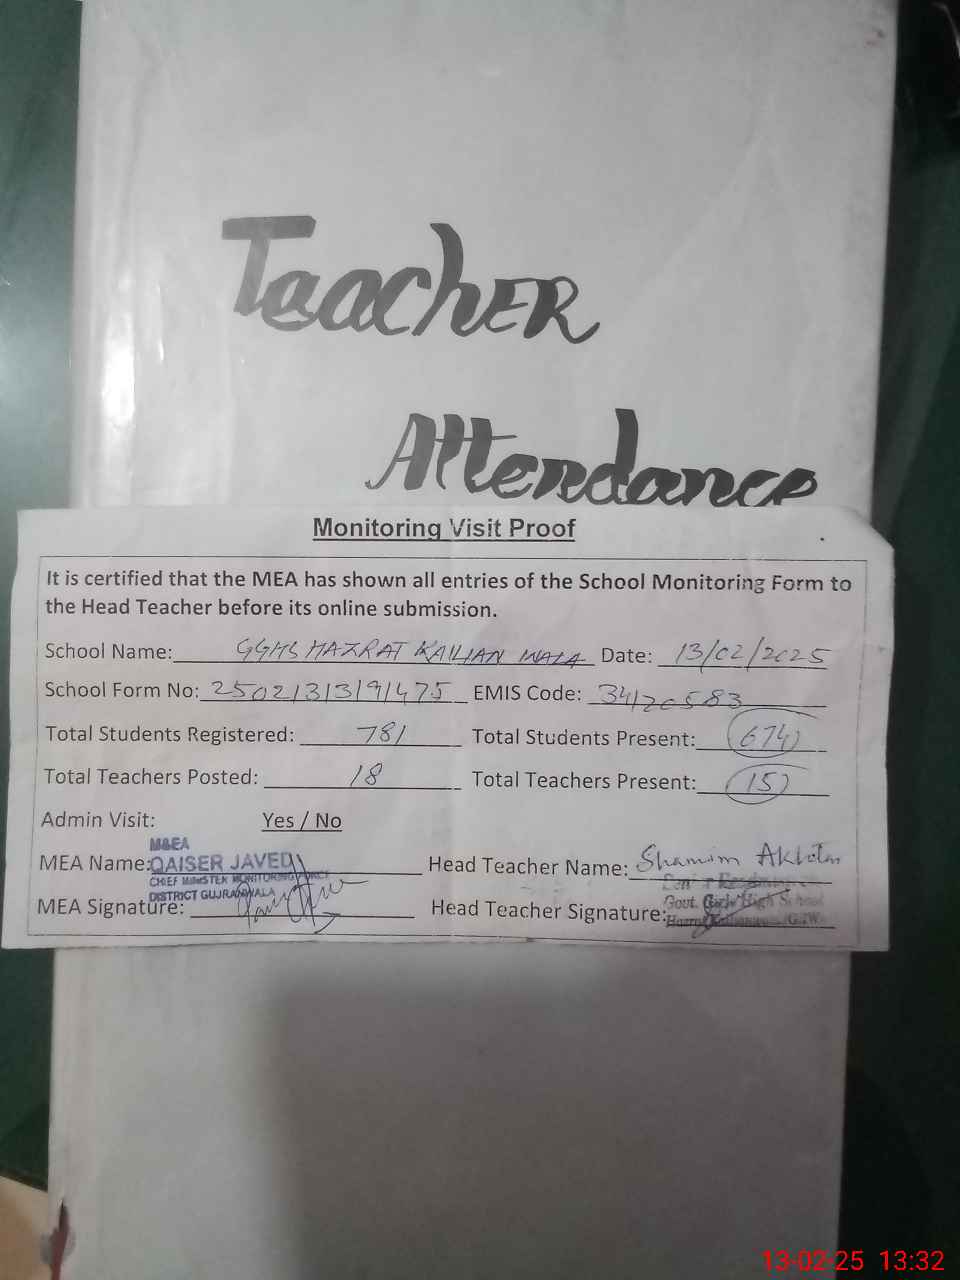 Teacher
Attendance
Monitoring Visit Proof
It is certified that the MEA has shown all entries of the School Monitoring Form to
the Head Teacher before its online submission.
School Name: GGHS HAZRAT KAILIAN WALA Date: 13/02/2025
School Form No: 25021313191475 EMIS Code: 34120583
Total Students Registered: 781 Total Students Present: 674
Total Teachers Posted: 18 Total Teachers Present: 15
Admin Visit: Yes / No
M&EA
MEA Name: QAISER JAVED Head Teacher Name: Shamim Akhtar
CHIEF MINISTER MONITORING FORCE
DISTRICT GUJRANWALA
MEA Signature: Head Teacher Signature:
Govt. Girls High School
13-02-25 13:32